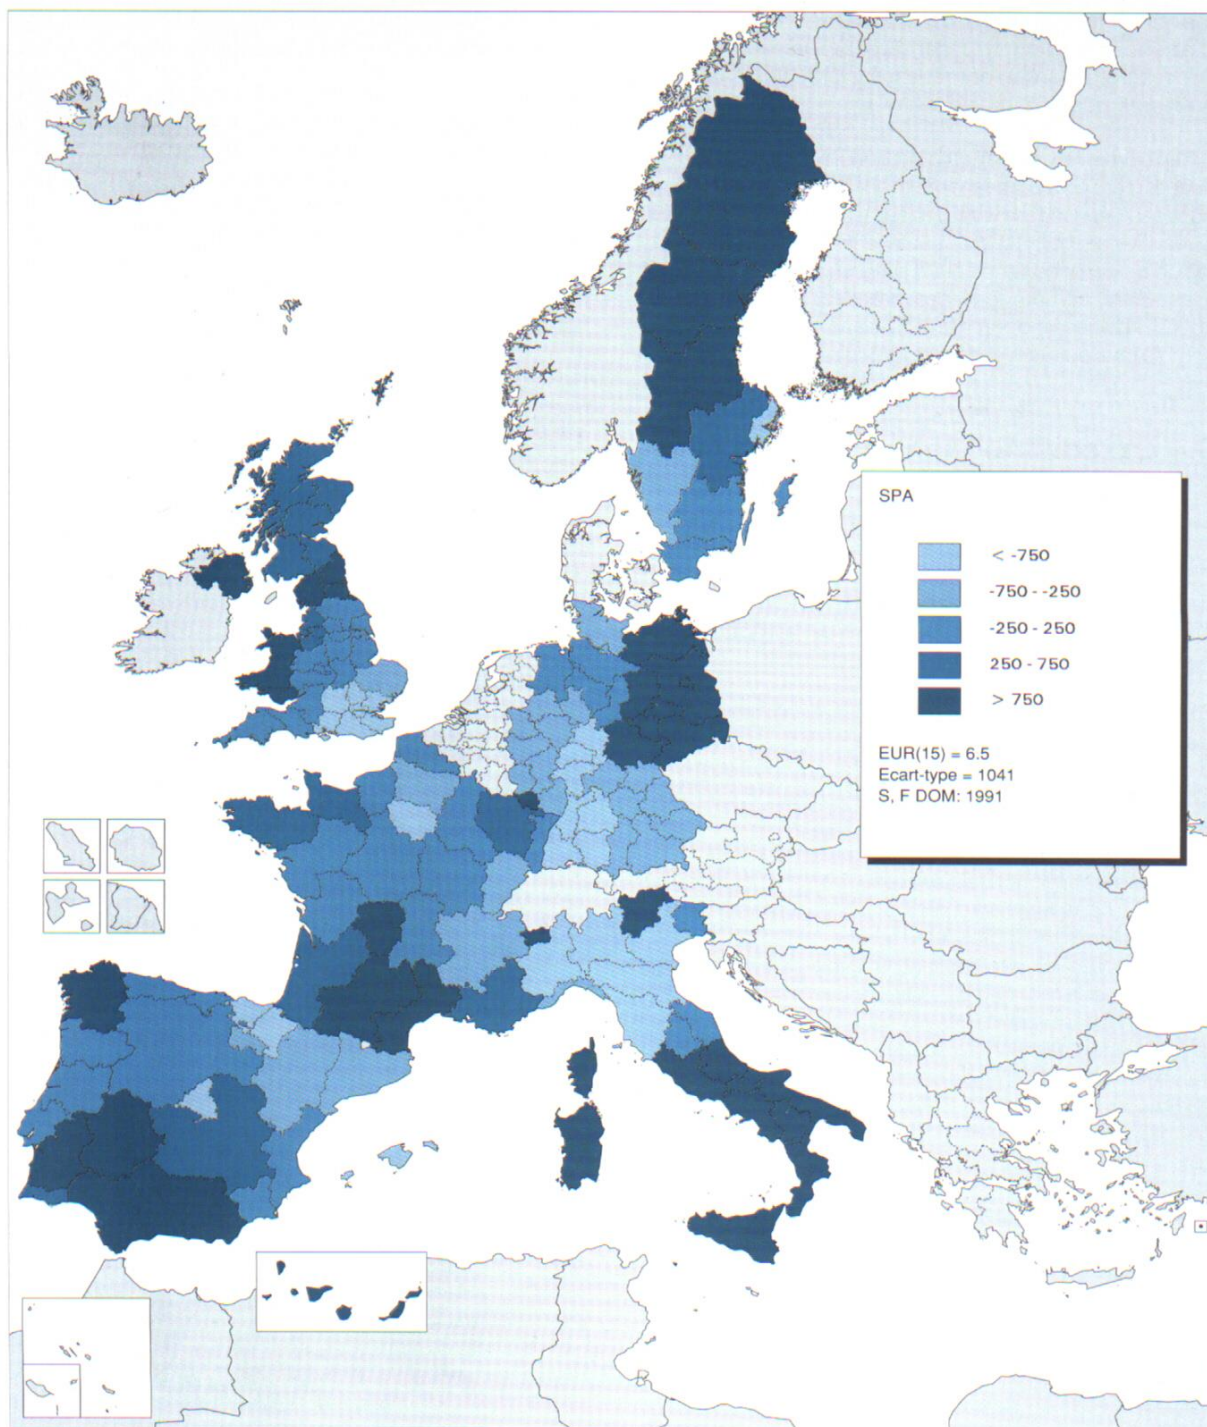 SPA
< -750
-750 - -250
-250 - 250
250 - 750
> 750
EUR(15) = 6.5
Ecart-type = 1041
S, F DOM: 1991